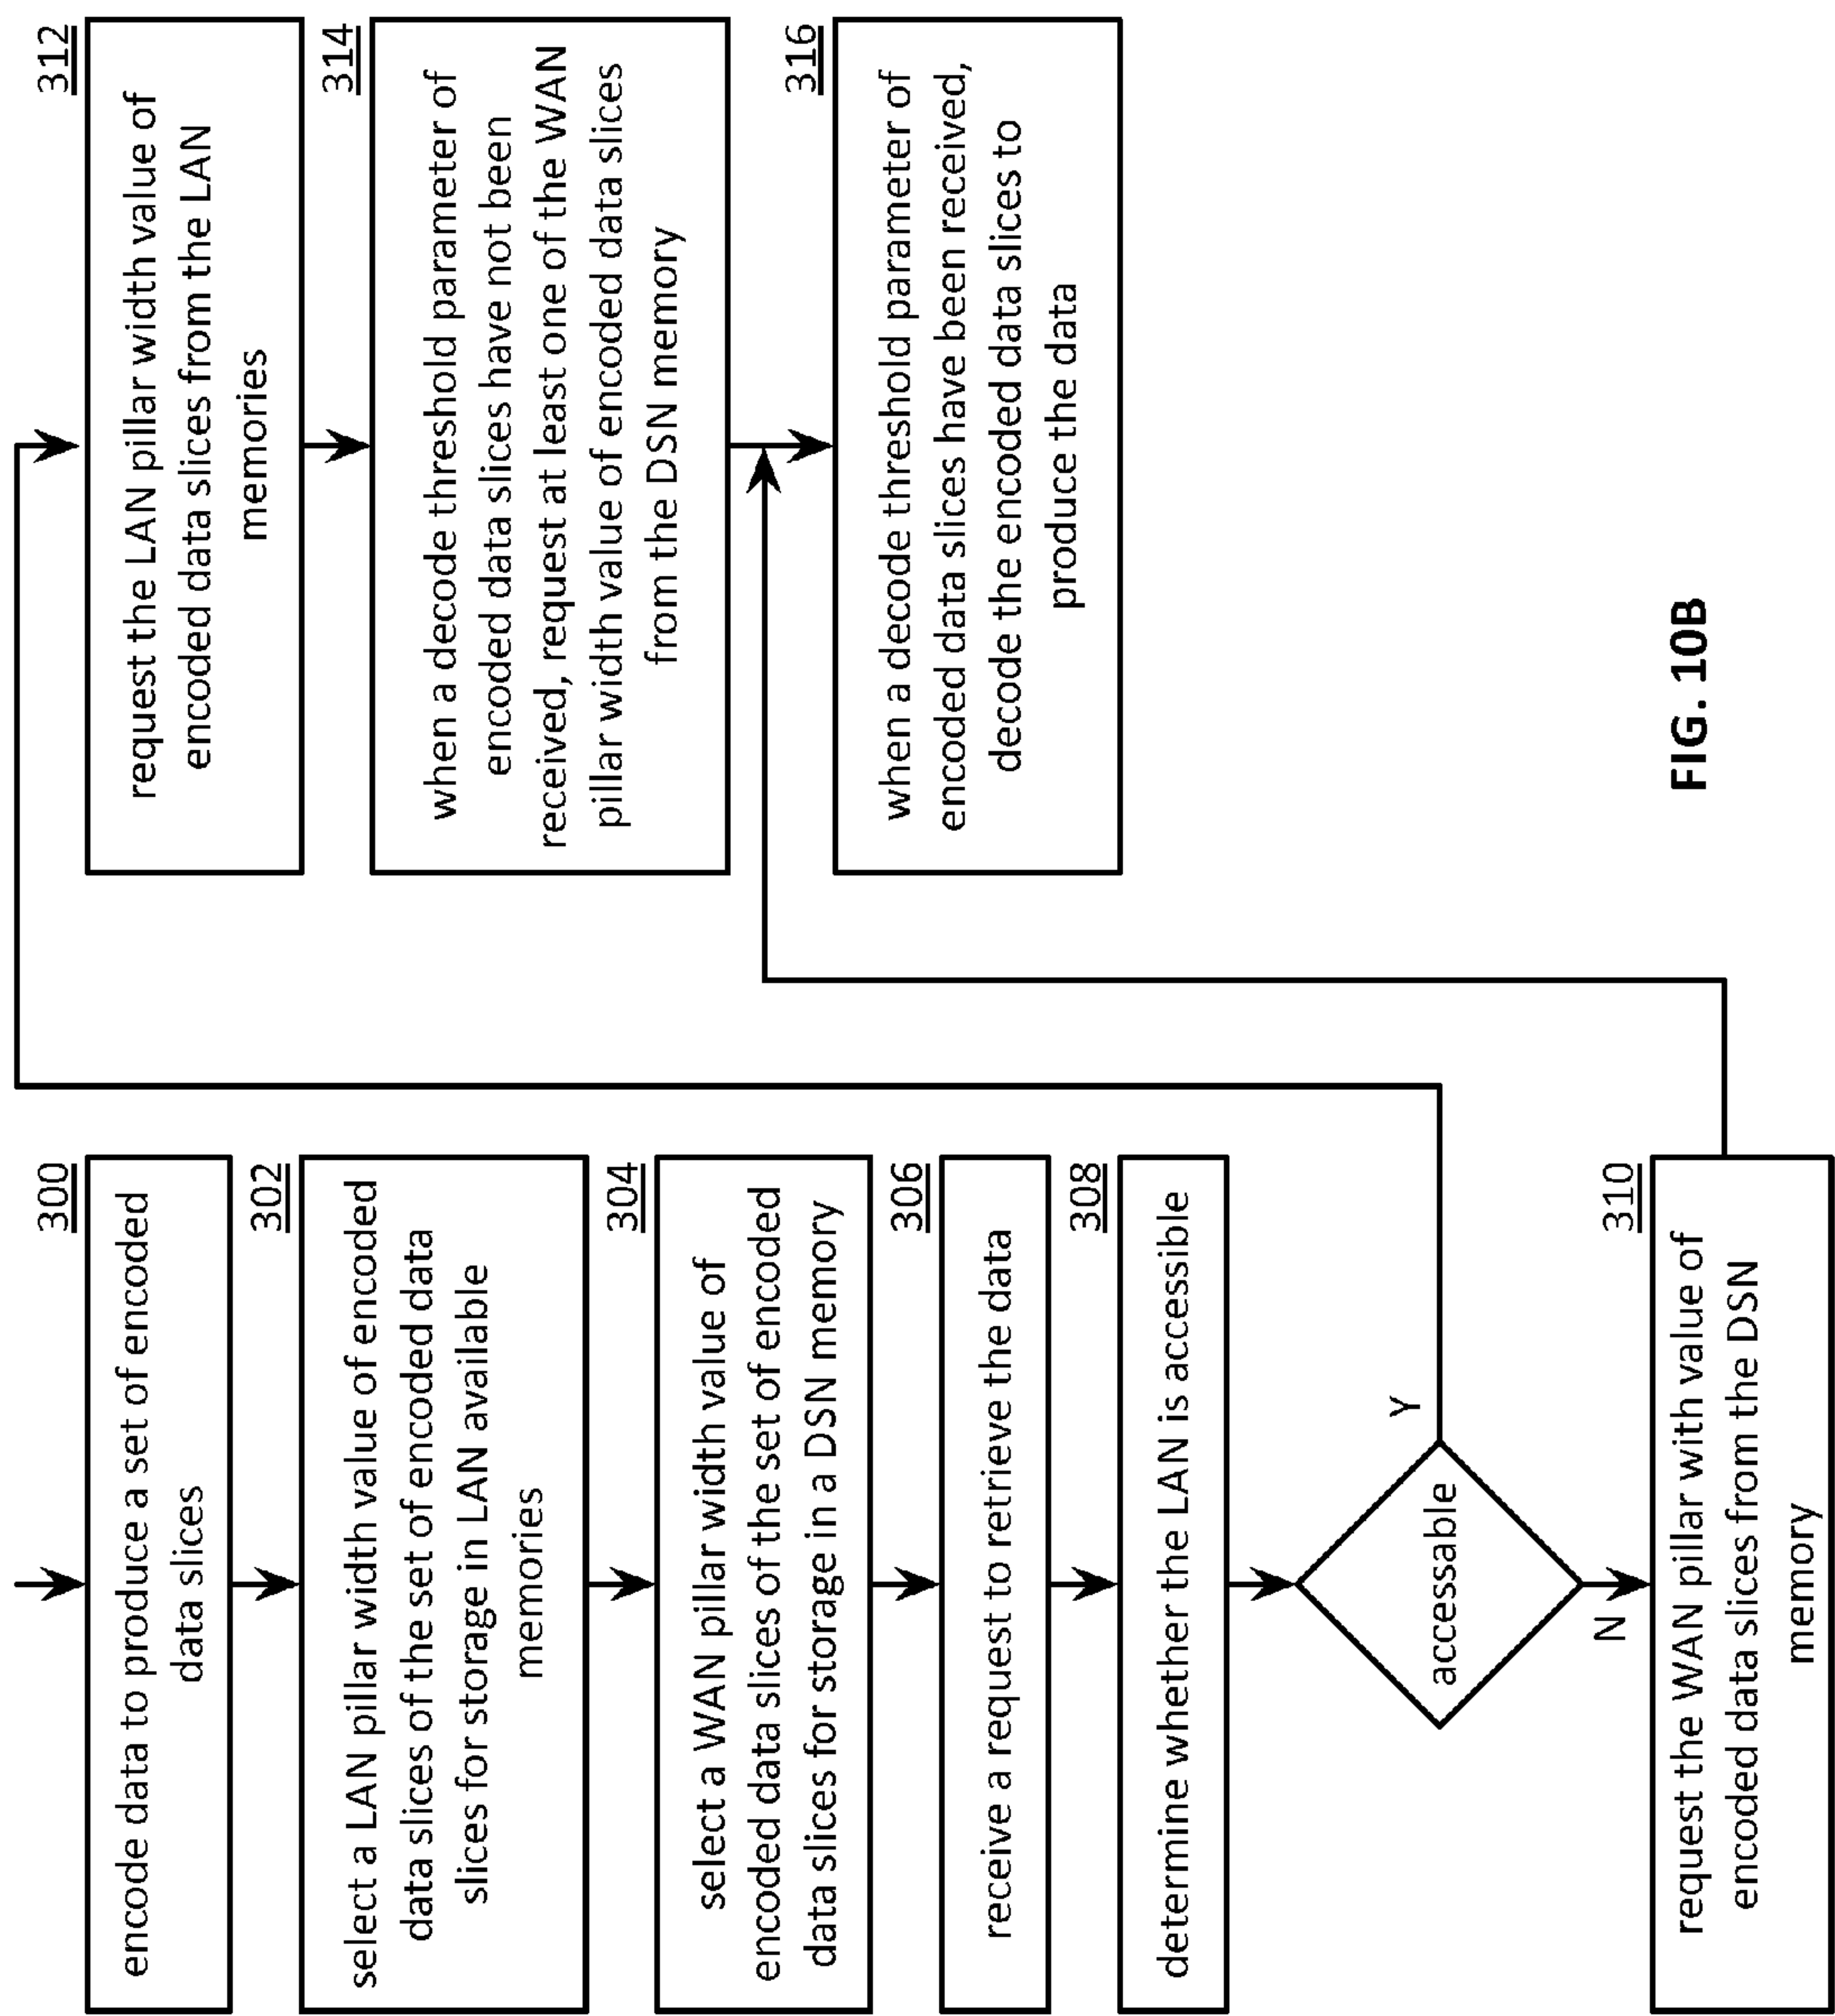 300
encode data to produce a set of encoded
data slices
302
select a LAN pillar width value of encoded
data slices of the set of encoded data
slices for storage in LAN available
memories
304
select a WAN pillar width value of
encoded data slices of the set of encoded
data slices for storage in a DSN memory
306
receive a request to retrieve the data
308
determine whether the LAN is accessible
accessable
Y
N
310
request the WAN pillar with value of
encoded data slices from the DSN
memory
312
request the LAN pillar width value of
encoded data slices from the LAN
memories
314
when a decode threshold parameter of
encoded data slices have not been
received, request at least one of the WAN
pillar width value of encoded data slices
from the DSN memory
316
when a decode threshold parameter of
encoded data slices have been received,
decode the encoded data slices to
produce the data
FIG. 10B